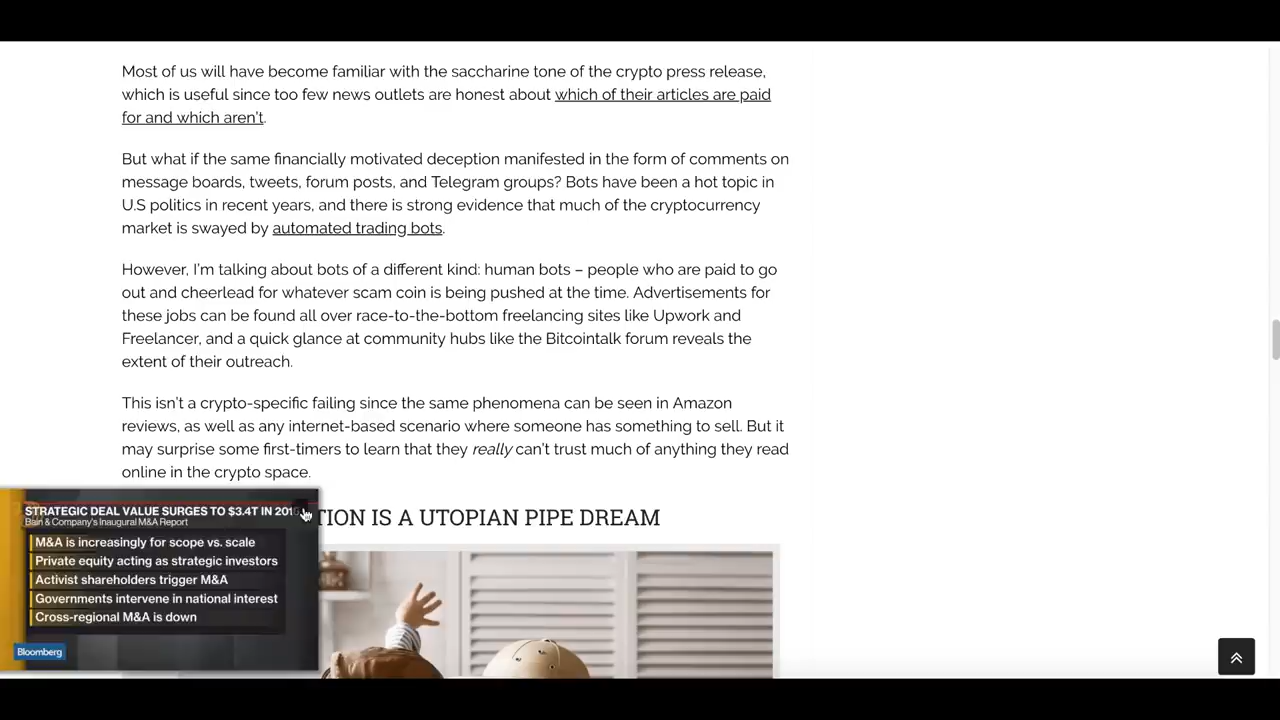 Most of us will have become familiar with the saccharine tone of the crypto press release,
which is useful since too few news outlets are honest about which of their articles are paid
for and which aren't.
But what if the same financially motivated deception manifested in the form of comments on
message boards, tweets, forum posts, and Telegram groups? Bots have been a hot topic in
U.S politics in recent years, and there is strong evidence that much of the cryptocurrency
market is swayed by automated trading bots.
However, I'm talking about bots of a different kind: human bots – people who are paid to go
out and cheerlead for whatever scam coin is being pushed at the time. Advertisements for
these jobs can be found all over race-to-the-bottom freelancing sites like Upwork and
Freelancer, and a quick glance at community hubs like the Bitcointalk forum reveals the
extent of their outreach.
This isn't a crypto-specific failing since the same phenomena can be seen in Amazon
reviews, as well as any internet-based scenario where someone has something to sell. But it
may surprise some first-timers to learn that they really can't trust much of anything they read
online in the crypto space.
TION IS A UTOPIAN PIPE DREAM
STRATEGIC DEAL VALUE SURGES TO $3.4T IN
Bain & Company's Inaugural M&A Report
M&A is increasingly for scope vs. scale
Private equity acting as strategic investors
Activist shareholders trigger M&A
Governments intervene in national interest
Cross-regional M&A is down
Bloomberg